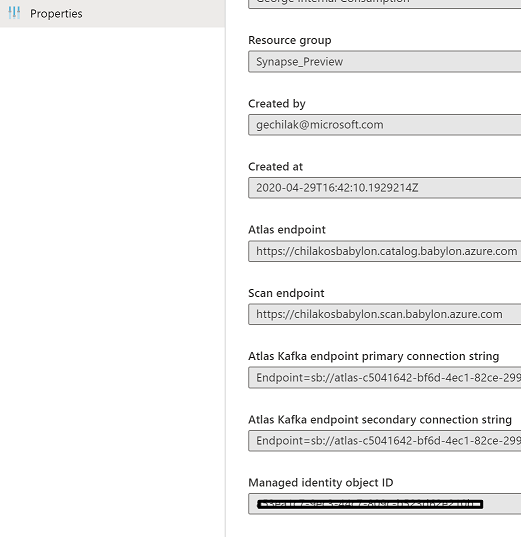 Properties
George Internal Consumption
Resource group
Synapse_Preview
Created by
gechilak@microsoft.com
Created at
2020-04-29T16:42:10.1929214Z
Atlas endpoint
https://chilakosbabylon.catalog.babylon.azure.com
Scan endpoint
https://chilakosbabylon.scan.babylon.azure.com
Atlas Kafka endpoint primary connection string
Endpoint=sb://atlas-c5041642-bf6d-4ec1-82ce-299
Atlas Kafka endpoint secondary connection string
Endpoint=sb://atlas-c5041642-bf6d-4ec1-82ce-299
Managed identity object ID